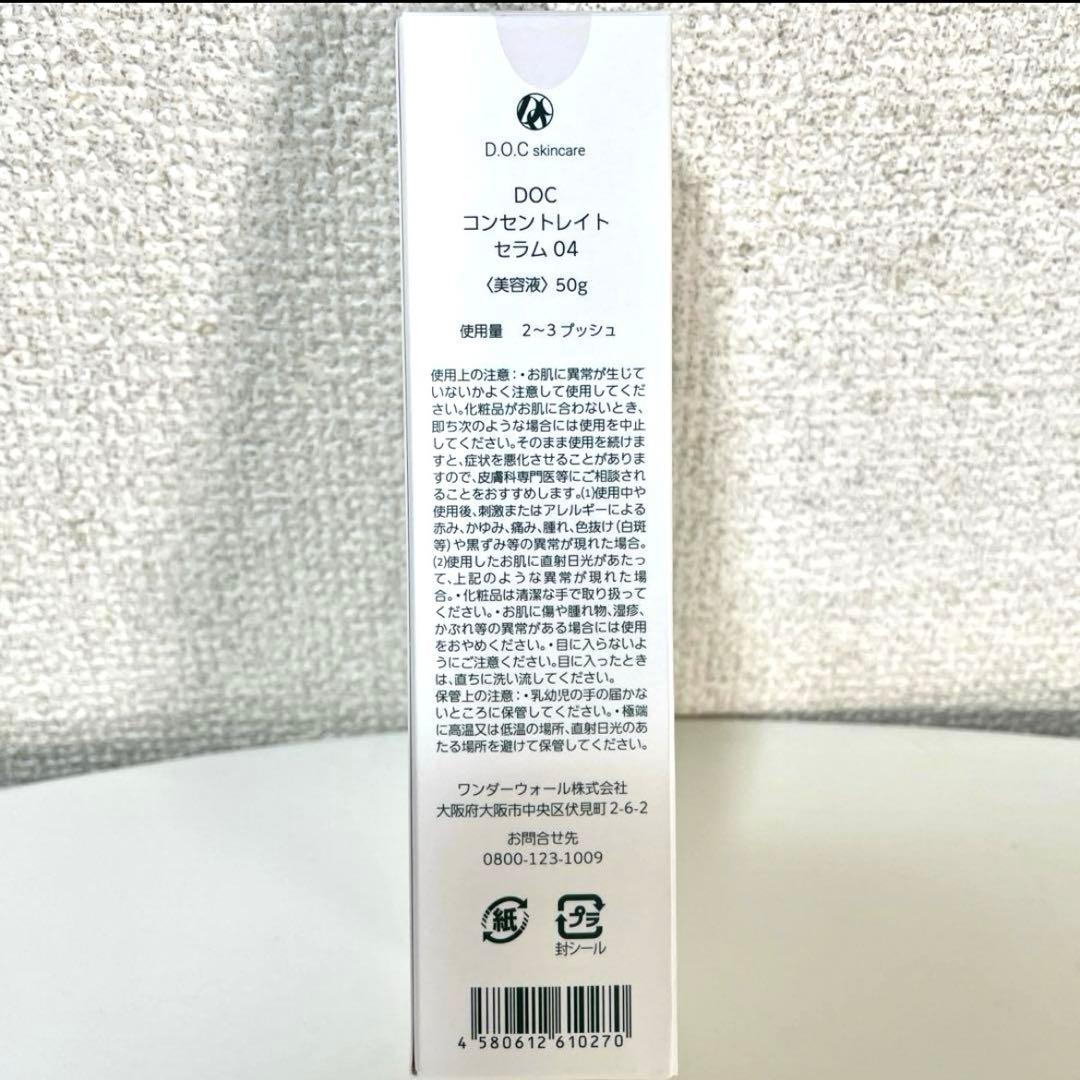 D.O.C skincare
DOC
コンセントレイト
セラム 04
〈美容液〉50g
使用量　2〜3 プッシュ
使用上の注意：・お肌に異常が生じて
いないかよく注意して使用してくだ
さい。化粧品がお肌に合わないとき、
即ち次のような場合には使用を中止
してください。そのまま使用を続けま
すと、症状を悪化させることがありま
すので、皮膚科専門医等にご相談され
ることをおすすめします。(1)使用中や
使用後、刺激またはアレルギーによる
赤み、かゆみ、痛み、腫れ、色抜け（白斑
等）や黒ずみ等の異常が現れた場合。
(2)使用したお肌に直射日光があたっ
て、上記のような異常が現れた場
合。・化粧品は清潔な手で取り扱って
ください。・お肌に傷や腫れ物、湿疹、
かぶれ等の異常がある場合には使用
をおやめください。・目に入らないよ
うにご注意ください。目に入ったとき
は、直ちに洗い流してください。
保管上の注意：・乳幼児の手の届かな
いところに保管してください。・極端
に高温又は低温の場所、直射日光のあ
たる場所を避けて保管してください。
ワンダーウォール株式会社
大阪府大阪市中央区伏見町 2-6-2
お問合せ先
0800-123-1009
紙
プラ
封シール
4 580612 610270